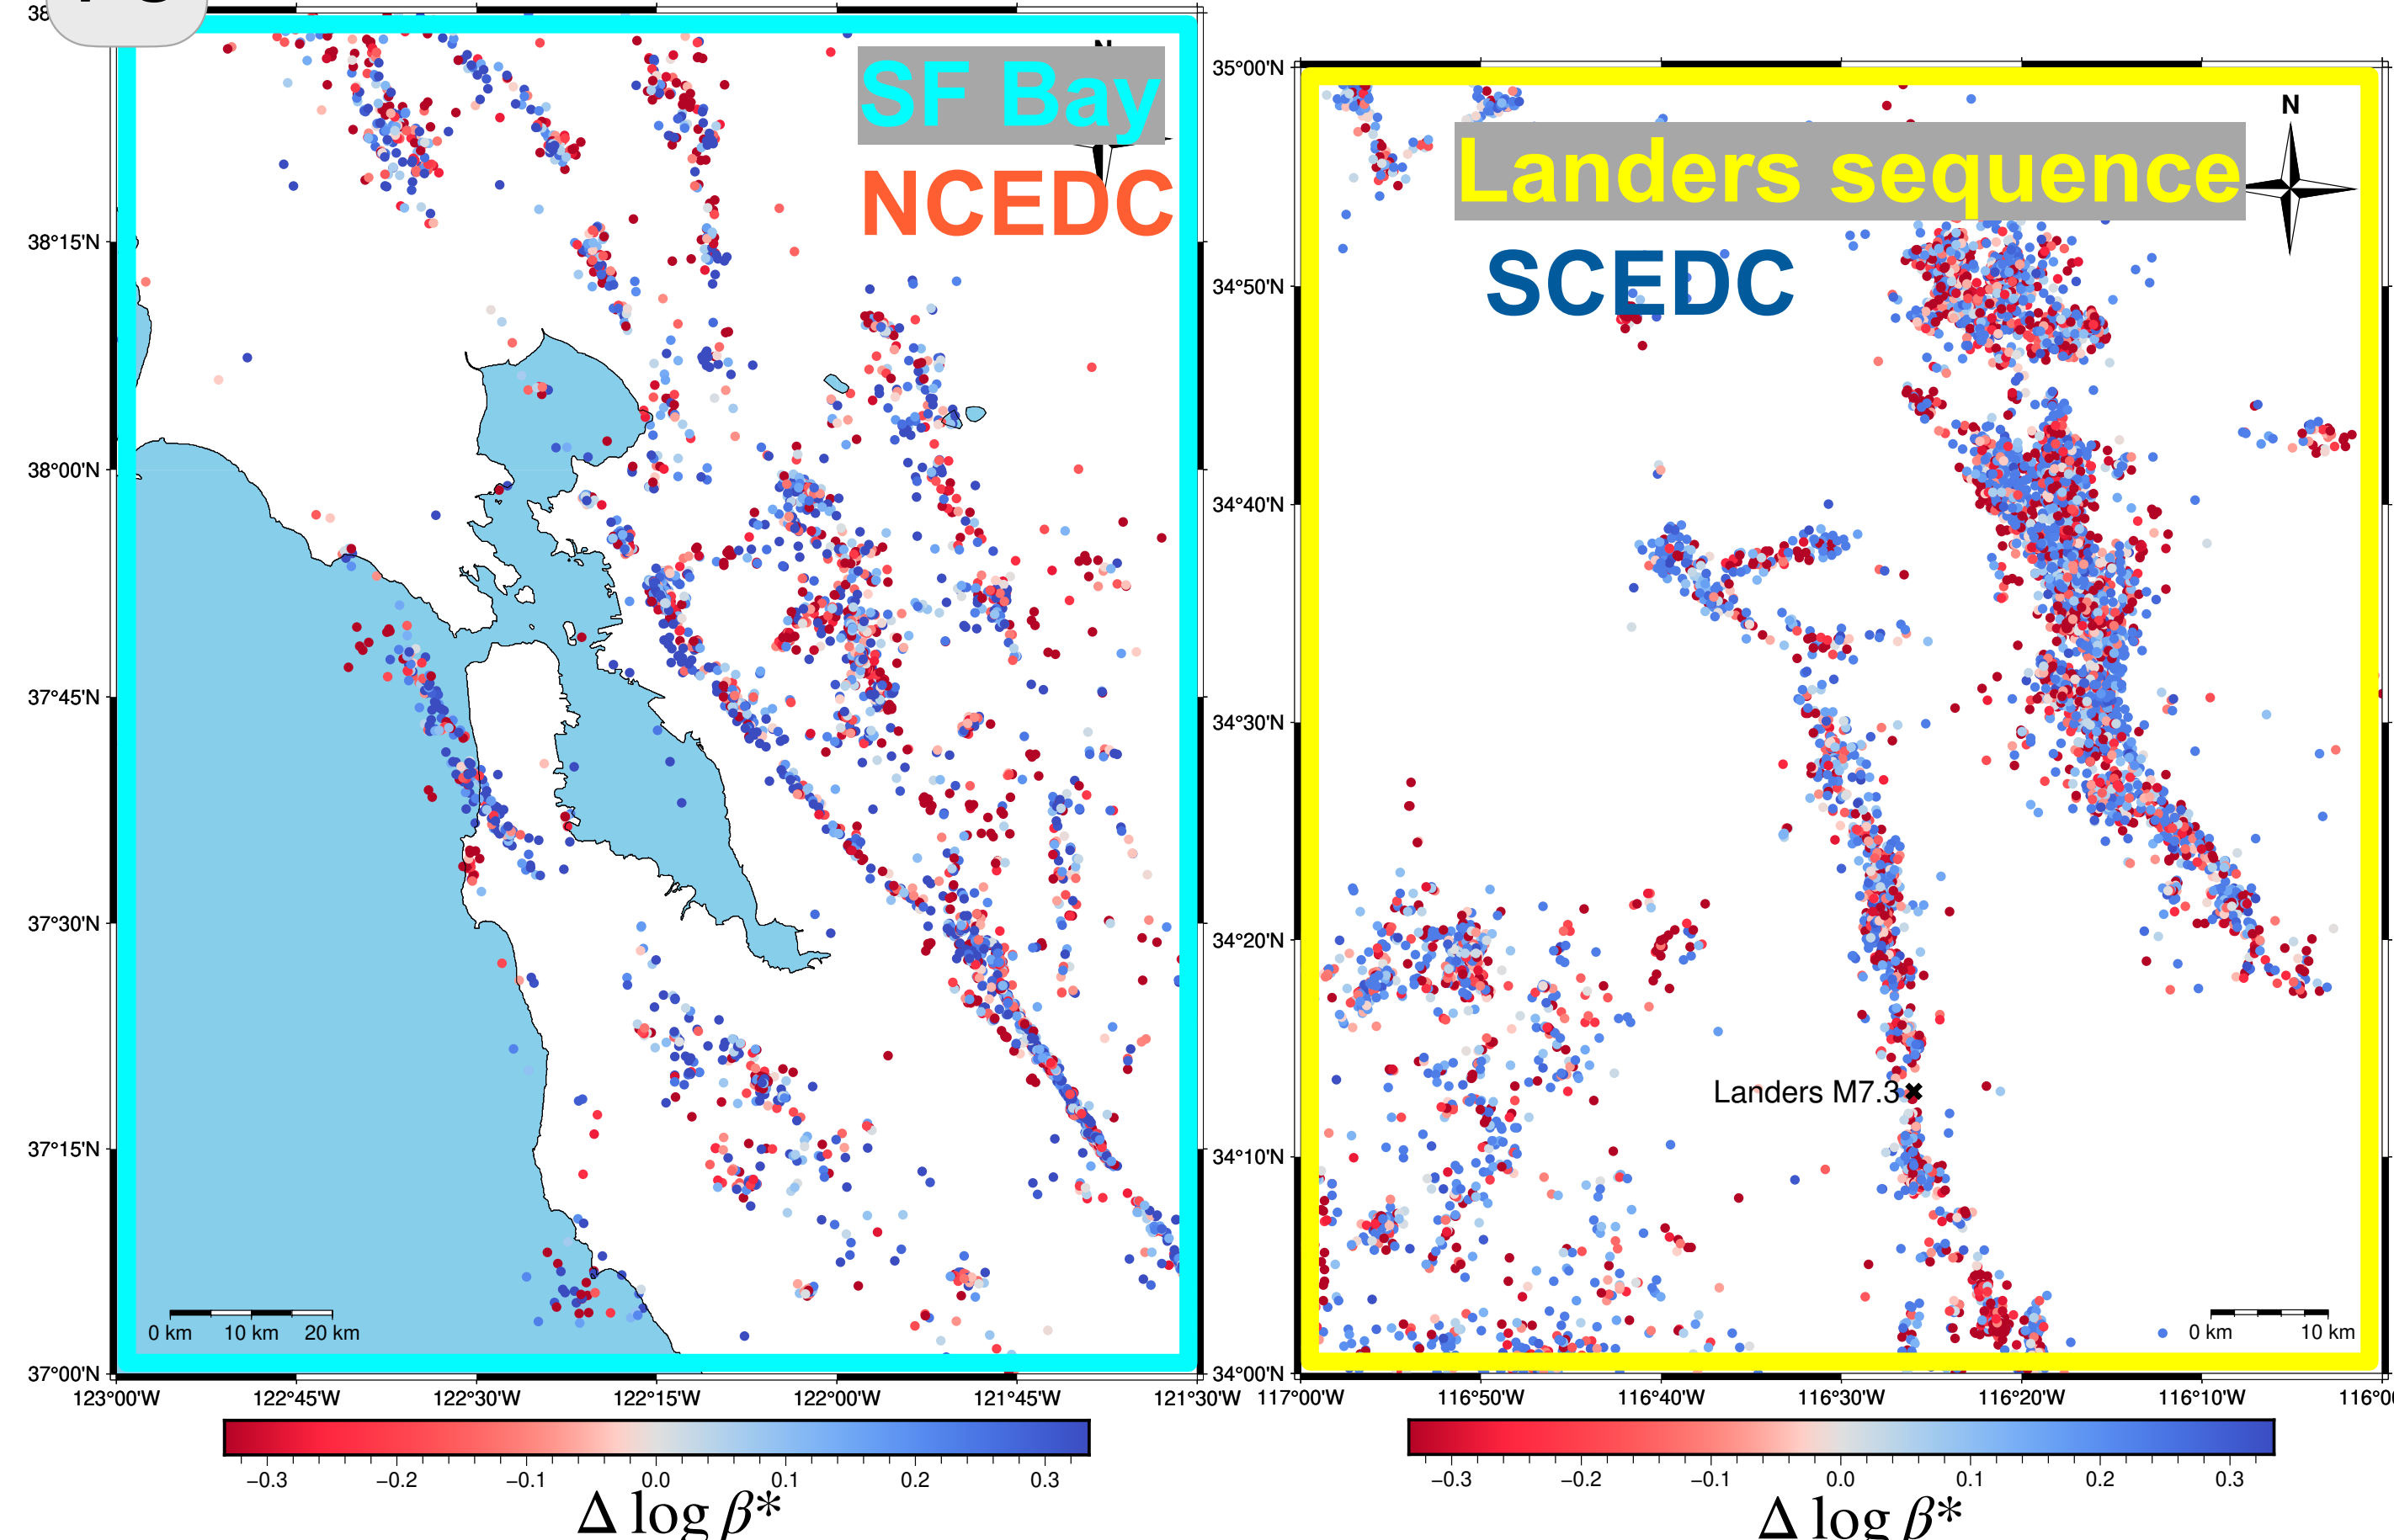 SF Bay
NCEDC
N
38°15'N
38°00'N
37°45'N
37°30'N
37°15'N
37°00'N
0 km 10 km 20 km
123°00'W 122°45'W 122°30'W 122°15'W 122°00'W 121°45'W 121°30'W
−0.3 −0.2 −0.1 0.0 0.1 0.2 0.3
Δ log β*
35°00'N
N
Landers sequence
SCEDC
34°50'N
34°40'N
34°30'N
34°20'N
34°10'N
34°00'N
Landers M7.3
0 km 10 km
117°00'W 116°50'W 116°40'W 116°30'W 116°20'W 116°10'W
−0.3 −0.2 −0.1 0.0 0.1 0.2 0.3
Δ log β*